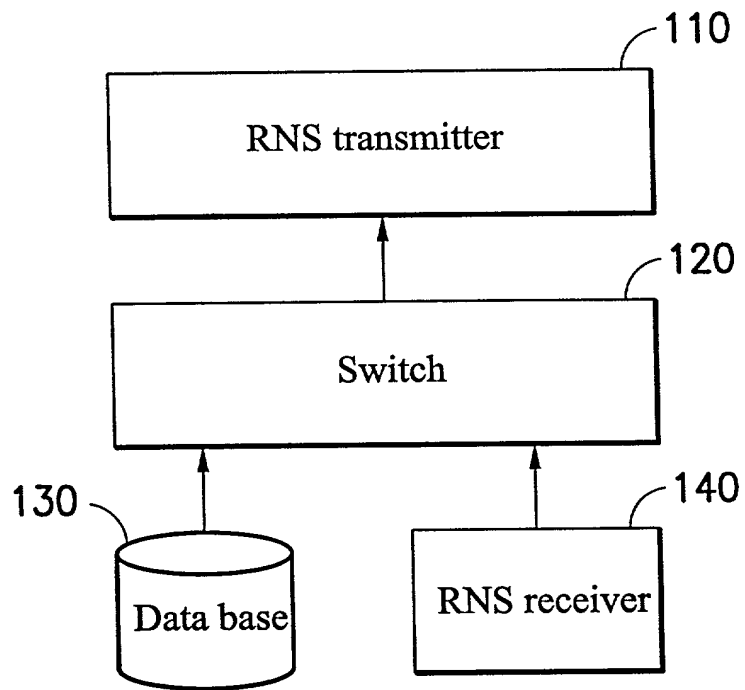 110
RNS transmitter
120
Switch
130
140
Data base
RNS receiver